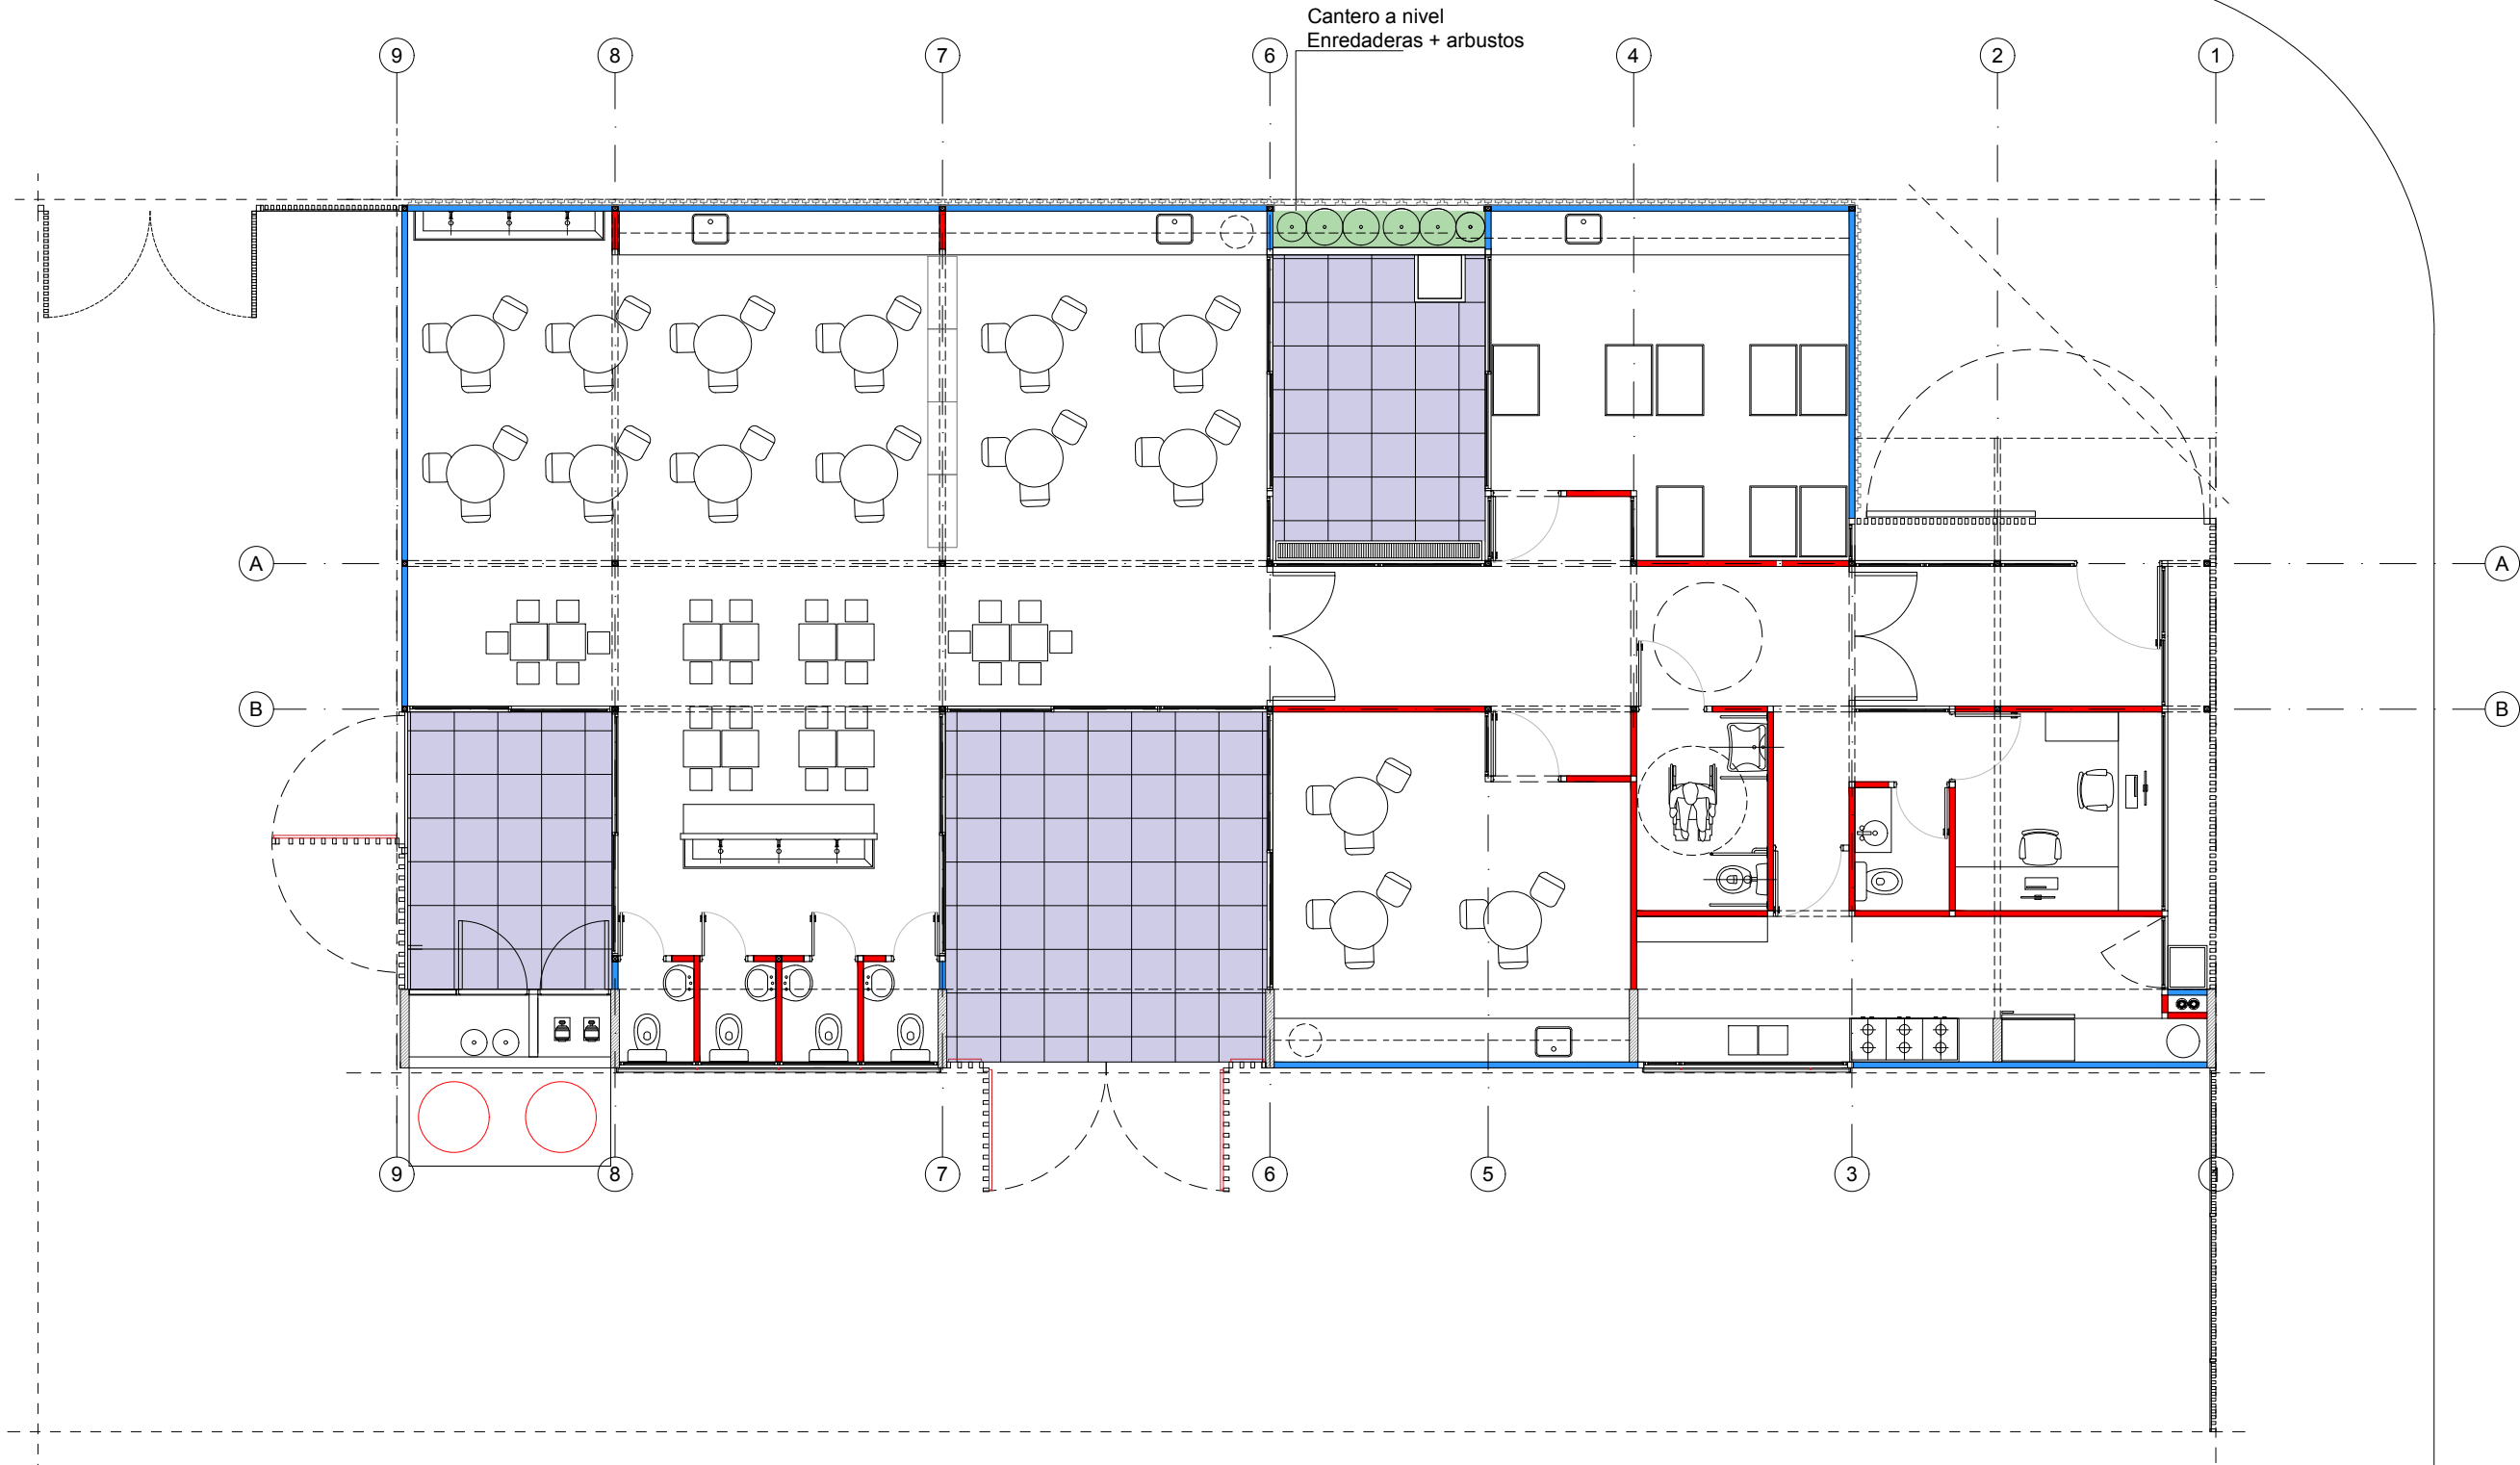 Cantero a nivel
Enredaderas + arbustos
9 8 7 6 4 2 1
A A
B B
9 8 7 6 5 3 1